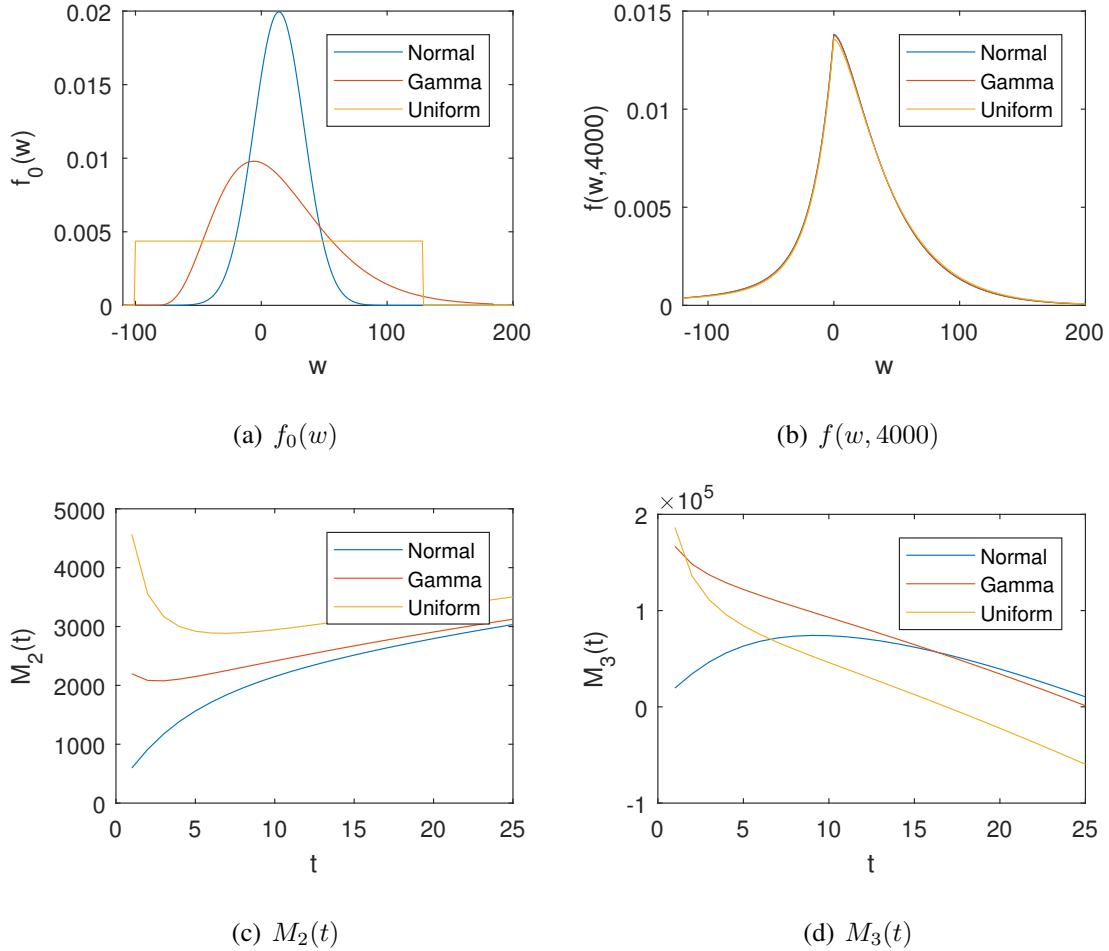 0.02
0.015
0.01
0.005
0
f_0(w)
-100
0
100
200
w
Normal
Gamma
Uniform
(a) f_0(w)
0.015
0.01
0.005
0
f(w,4000)
-100
0
100
200
w
Normal
Gamma
Uniform
(b) f(w, 4000)
5000
4000
3000
2000
1000
0
M_2(t)
0
5
10
15
20
25
t
Normal
Gamma
Uniform
(c) M_2(t)
×10^5
2
1
0
-1
M_3(t)
0
5
10
15
20
25
t
Normal
Gamma
Uniform
(d) M_3(t)